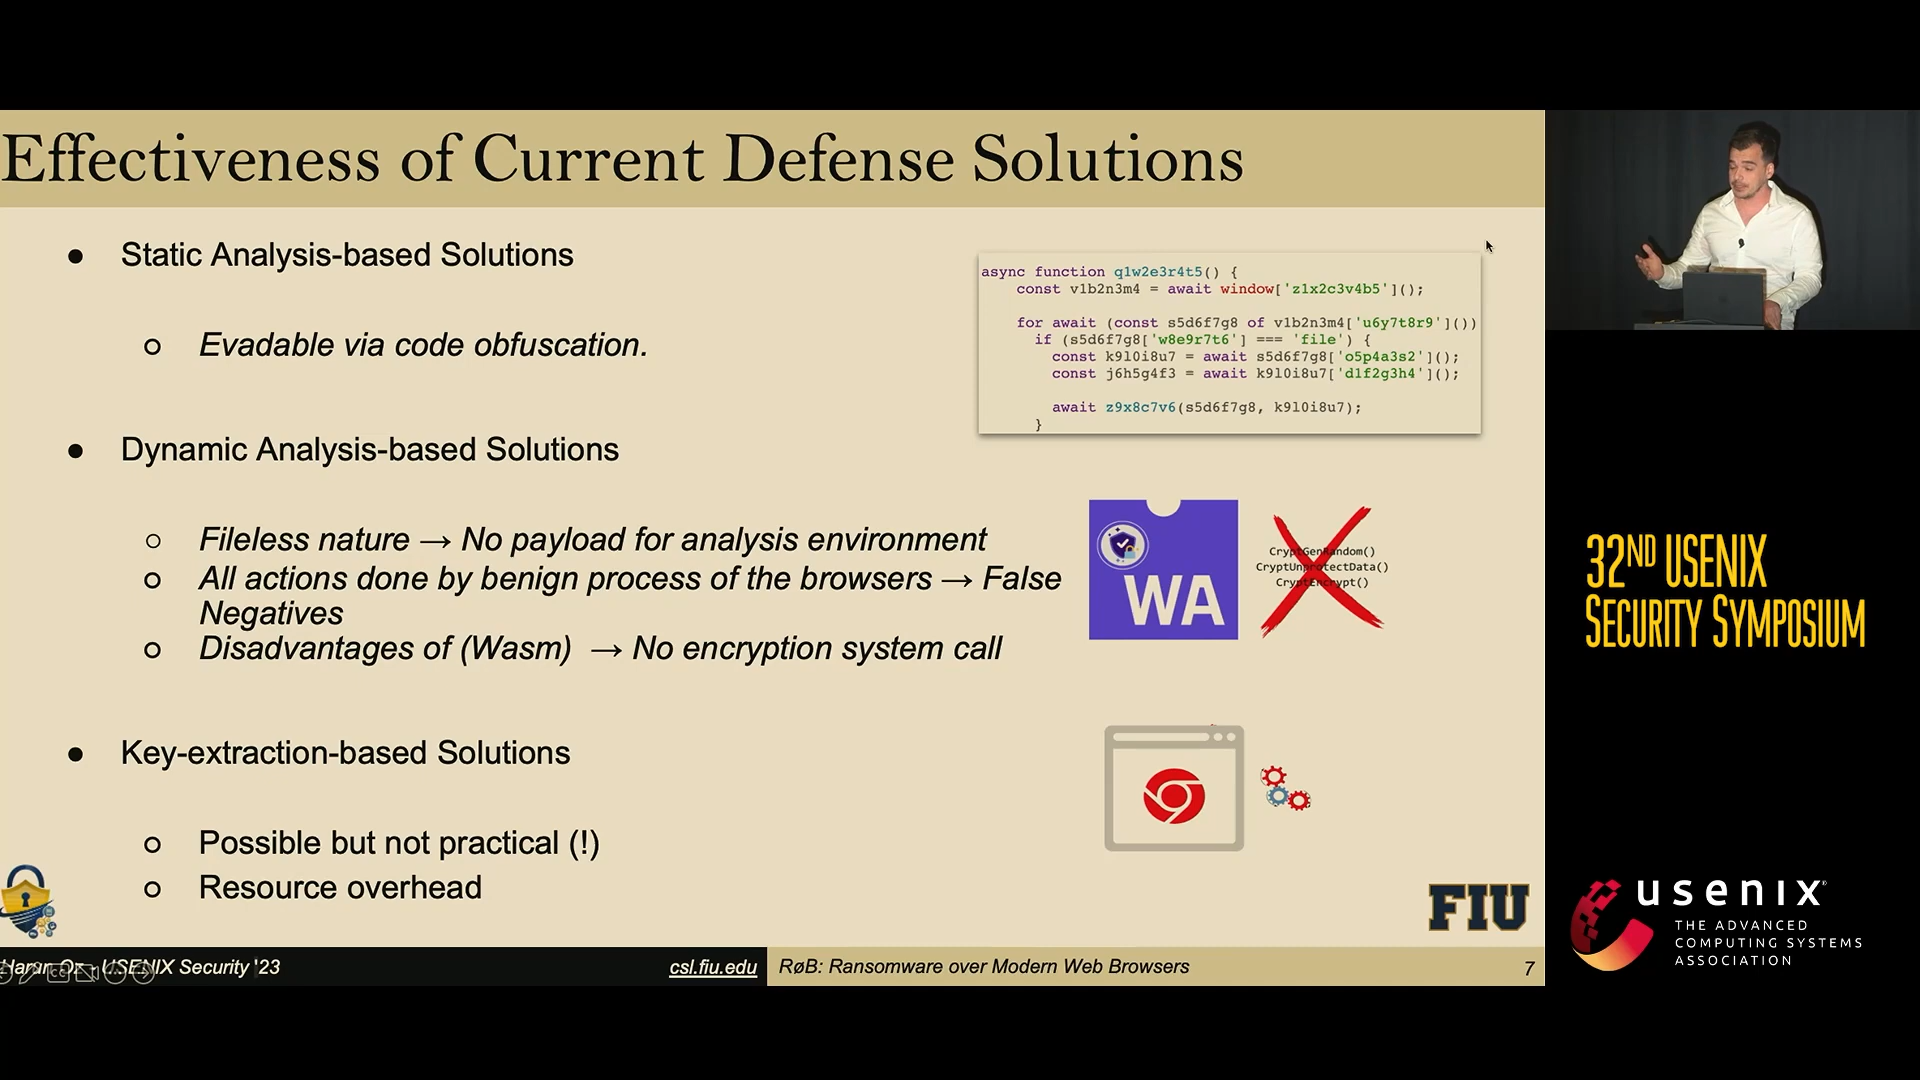 Effectiveness of Current Defense Solutions
● Static Analysis-based Solutions
○ Evadable via code obfuscation.
async function q1w2e3r4t5() {
const v1b2n3m4 = await window['z1x2c3v4b5']();
for await (const s5d6f7g8 of v1b2n3m4['u6y7t8r9']())
if (s5d6f7g8['w8e9r7t6'] === 'file') {
const k9l0i8u7 = await s5d6f7g8['o5p4a3s2']();
const j6h5g4f3 = await k9l0i8u7['d1f2g3h4']();
await z9x8c7v6(s5d6f7g8, k9l0i8u7);
}
● Dynamic Analysis-based Solutions
○ Fileless nature → No payload for analysis environment
○ All actions done by benign process of the browsers → False
Negatives
○ Disadvantages of (Wasm) → No encryption system call
WA
CryptGenRandom()
CryptUnprotectData()
CryptEncrypt()
● Key-extraction-based Solutions
○ Possible but not practical (!)
○ Resource overhead
FIU
Harun Oz - USENIX Security '23
csl.fiu.edu
RøB: Ransomware over Modern Web Browsers
7
32ND USENIX
SECURITY SYMPOSIUM
usenix®
THE ADVANCED
COMPUTING SYSTEMS
ASSOCIATION